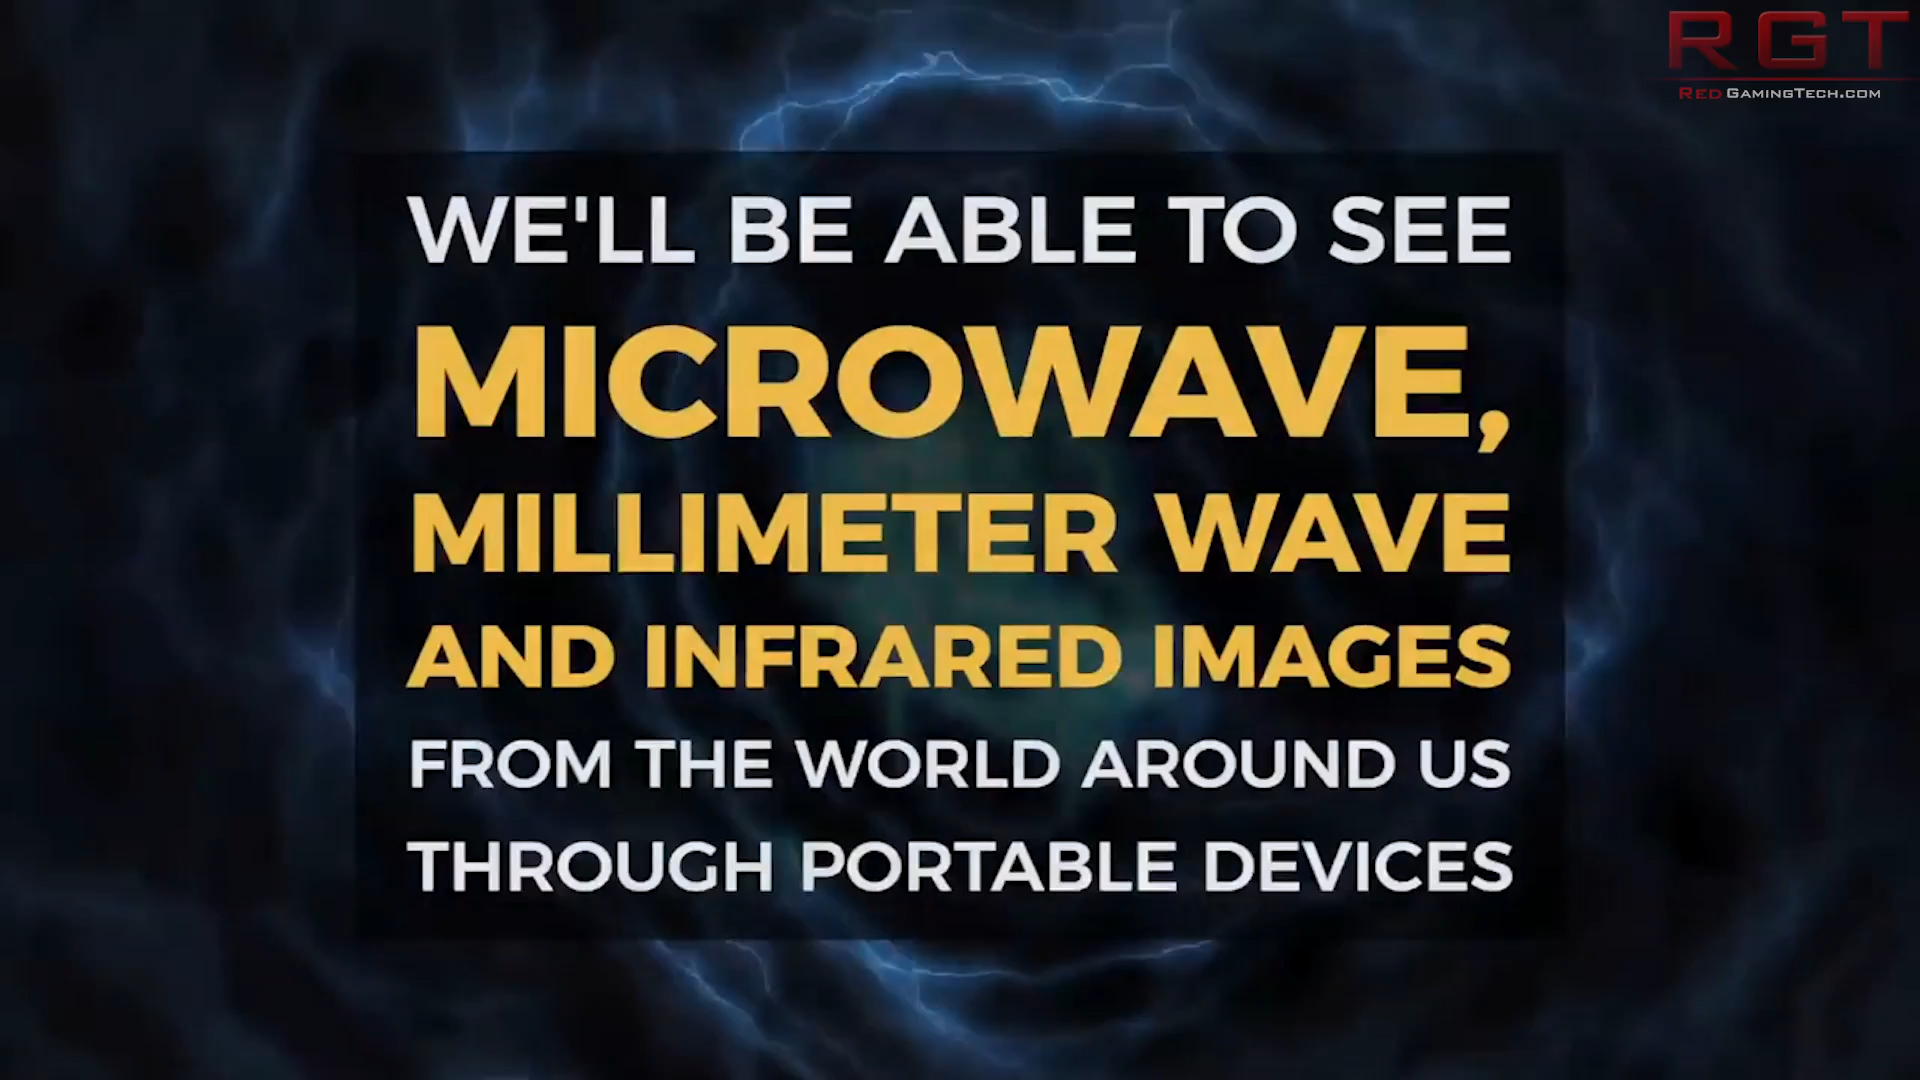 RGT
REDGAMINGTECH.COM
WE'LL BE ABLE TO SEE
MICROWAVE,
MILLIMETER WAVE
AND INFRARED IMAGES
FROM THE WORLD AROUND US
THROUGH PORTABLE DEVICES